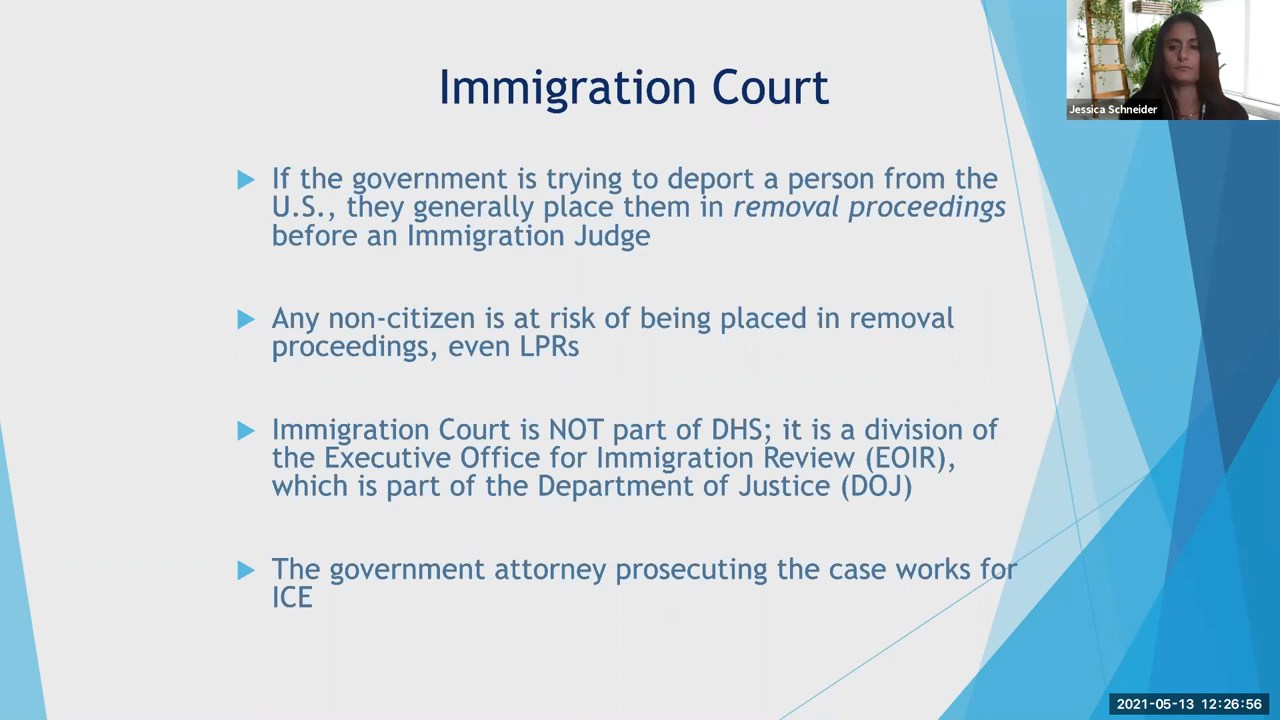 Immigration Court
Jessica Schneider
If the government is trying to deport a person from the
U.S., they generally place them in removal proceedings
before an Immigration Judge
Any non-citizen is at risk of being placed in removal
proceedings, even LPRs
Immigration Court is NOT part of DHS; it is a division of
the Executive Office for Immigration Review (EOIR),
which is part of the Department of Justice (DOJ)
The government attorney prosecuting the case works for
ICE
2021-05-13 12:26:56